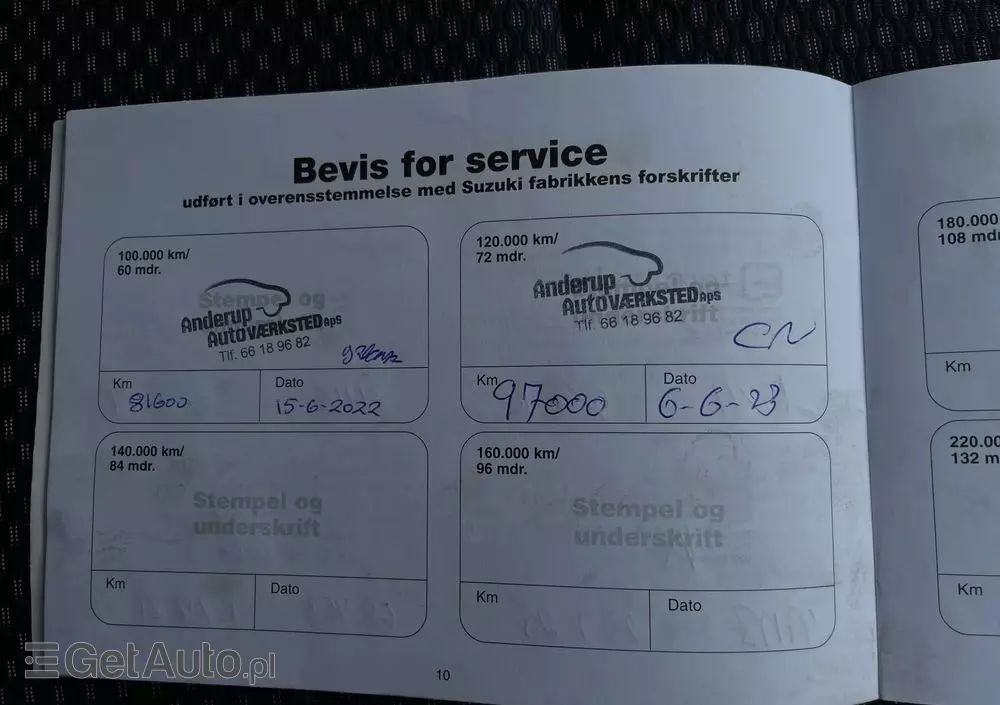 Bevis for service
udført i overensstemmelse med Suzuki fabrikkens forskrifter
100.000 km/
60 mdr.
Stempel og
Anderup
AutoVÆRKSTED ApS
Tlf. 66 18 96 82
Km
81600
Dato
15-6-2022
120.000 km/
72 mdr.
Anderup
AutoVÆRKSTED ApS
underskrift
Tlf. 66 18 96 82
CN
Km
97000
Dato
6-6-23
140.000 km/
84 mdr.
Stempel og
underskrift
Km
Dato
160.000 km/
96 mdr.
Stempel og
underskrift
Km
Dato
10
180.000
108 mdr
Km
220.00
132 m
Km
GetAuto.pl